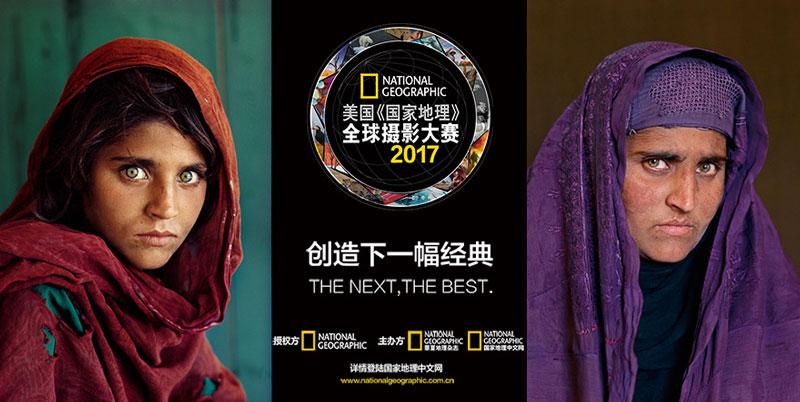 NATIONAL
GEOGRAPHIC
美国《国家地理》
全球摄影大赛
2017
创造下一幅经典
THE NEXT,THE BEST.
授权方 NATIONAL GEOGRAPHIC 主办方 NATIONAL GEOGRAPHIC 华夏地理杂志 NATIONAL GEOGRAPHIC 国家地理中文网
详情登陆国家地理中文网
www.nationalgeographic.com.cn